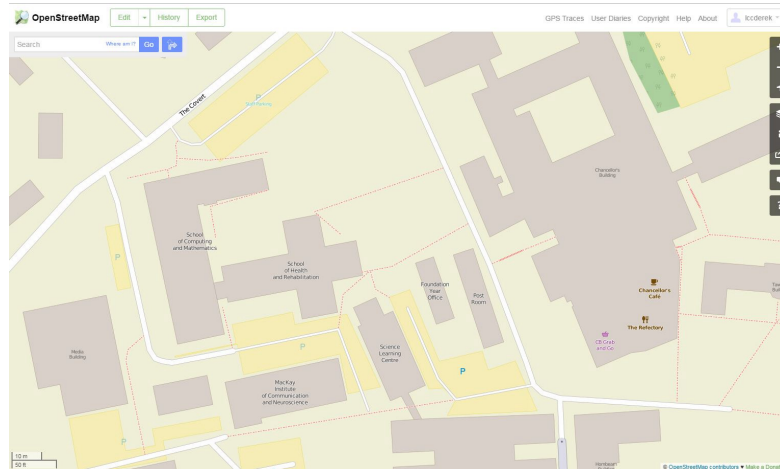 OpenStreetMap
Edit
History
Export
GPS Traces
User Diaries
Copyright
Help
About
lccderek
Search
Where am I?
Go
The Covert
P
Staff Parking
Chancellor's
Building
School
of Computing
and Mathematics
P
School
of Health
and Rehabilitation
Foundation
Year
Office
Post
Room
Chancellor's
Café
The Refectory
CB Grab
and Go
Media
Building
P
Science
Learning
Centre
P
MacKay
Institute
of Communication
and Neuroscience
P
10 m
50 ft
© OpenStreetMap contributors ♥ Make a Donat